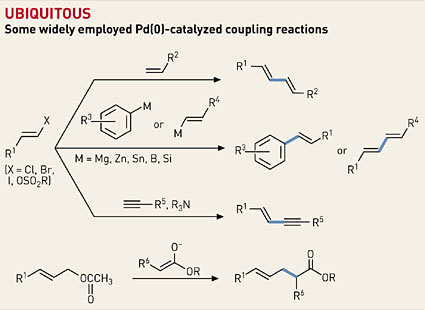 UBIQUITOUS
Some widely employed Pd(0)-catalyzed coupling reactions
R²
R¹
R²
X
R¹
(X = Cl, Br,
I, OSO₂R)
M
R³
or
R⁴
M
M = Mg, Zn, Sn, B, Si
R³
R¹
or
R⁴
R¹
R⁵, R₃N
R¹
R⁵
R¹
OCCH₃
O
O⁻
R⁶
OR
R¹
O
OR
R⁶